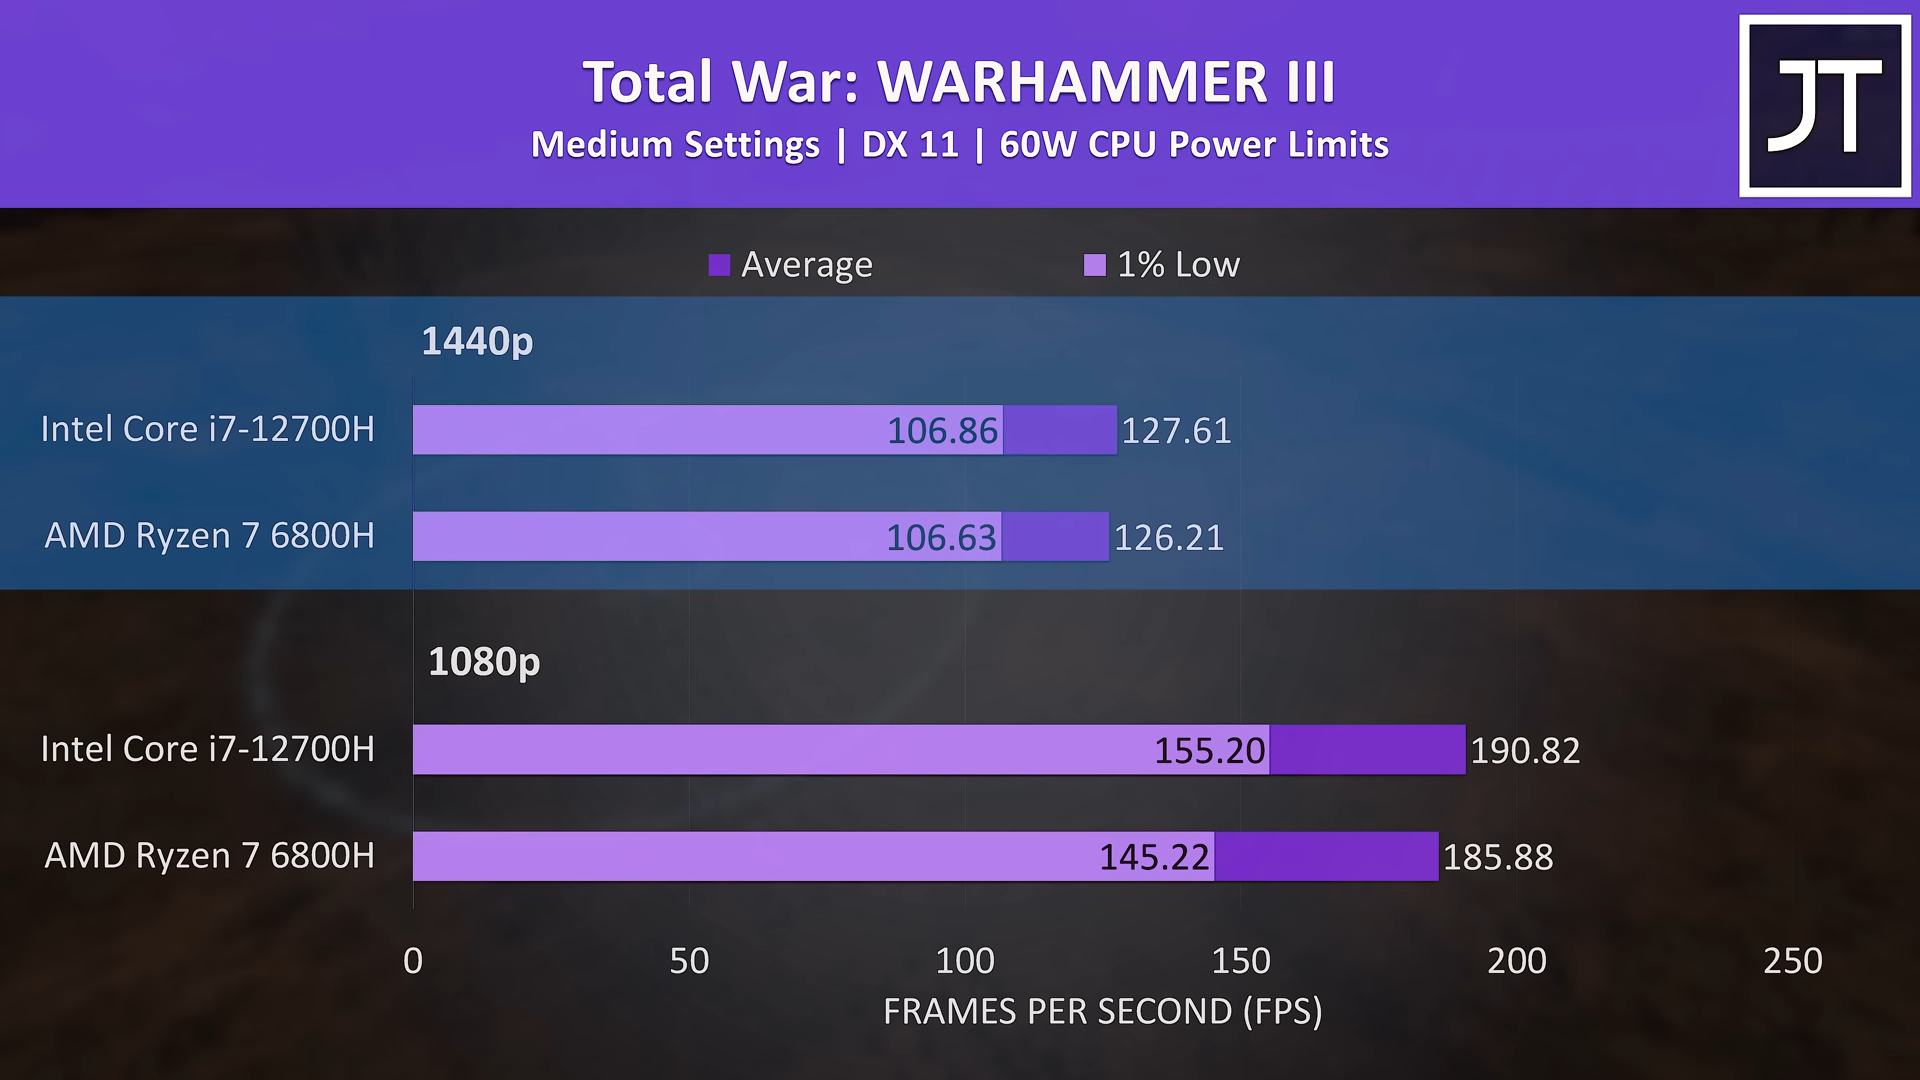 Total War: WARHAMMER III
JT
Medium Settings | DX 11 | 60W CPU Power Limits
Average
1% Low
1440p
Intel Core i7-12700H
106.86
127.61
AMD Ryzen 7 6800H
106.63
126.21
1080p
Intel Core i7-12700H
155.20
190.82
AMD Ryzen 7 6800H
145.22
185.88
0 50 100 150 200 250
FRAMES PER SECOND (FPS)